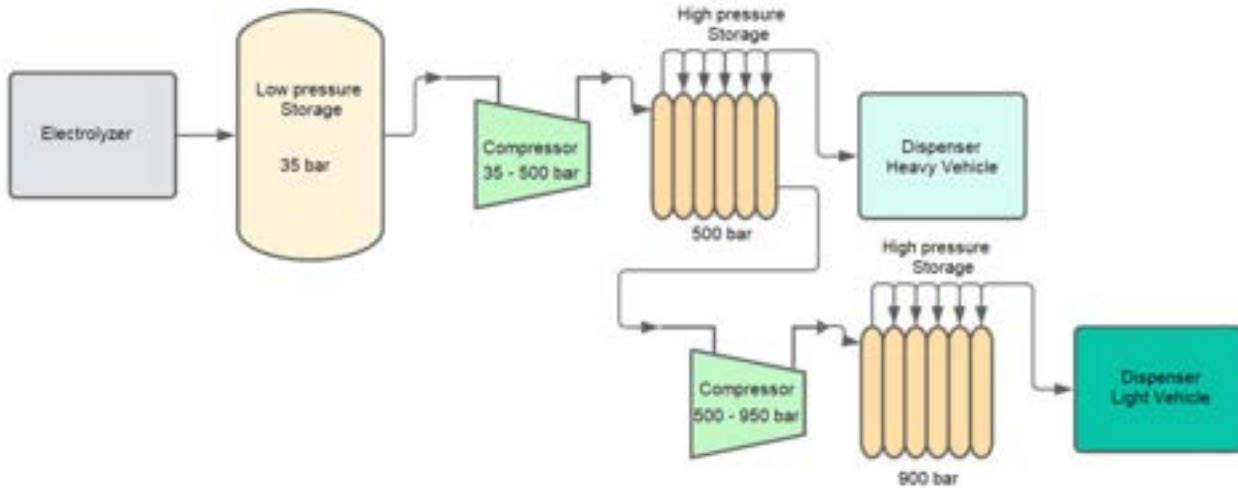 Electrolyzer
Low pressure
Storage
35 bar
Compressor
35 - 500 bar
High pressure
Storage
500 bar
Dispenser
Heavy Vehicle
Compressor
500 - 950 bar
High pressure
Storage
900 bar
Dispenser
Light Vehicle